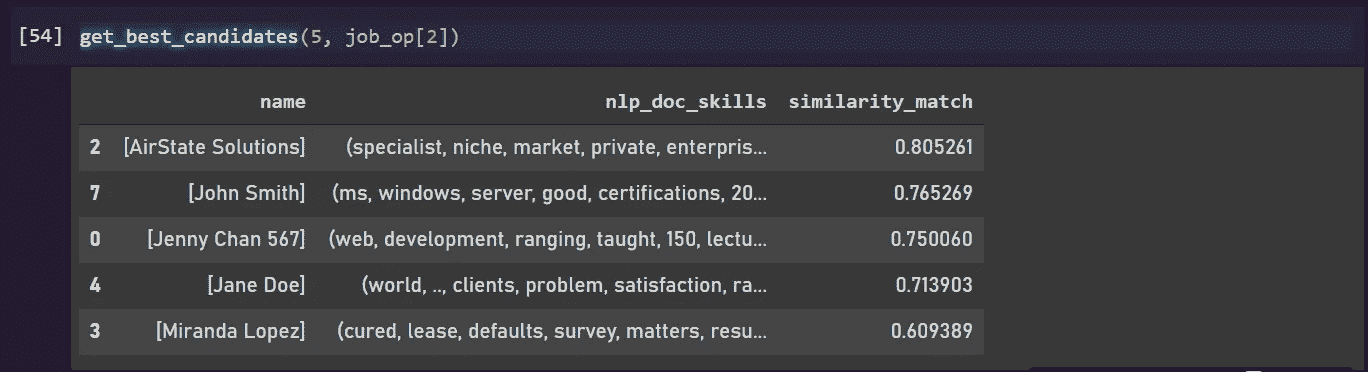 [54] get_best_candidates(5, job_op[2])
name nlp_doc_skills similarity_match
2 [AirState Solutions] (specialist, niche, market, private, enterpris... 0.805261
7 [John Smith] (ms, windows, server, good, certifications, 20... 0.765269
0 [Jenny Chan 567] (web, development, ranging, taught, 150, lectu... 0.750060
4 [Jane Doe] (world, .., clients, problem, satisfaction, ra... 0.713903
3 [Miranda Lopez] (cured, lease, defaults, survey, matters, resu... 0.609389